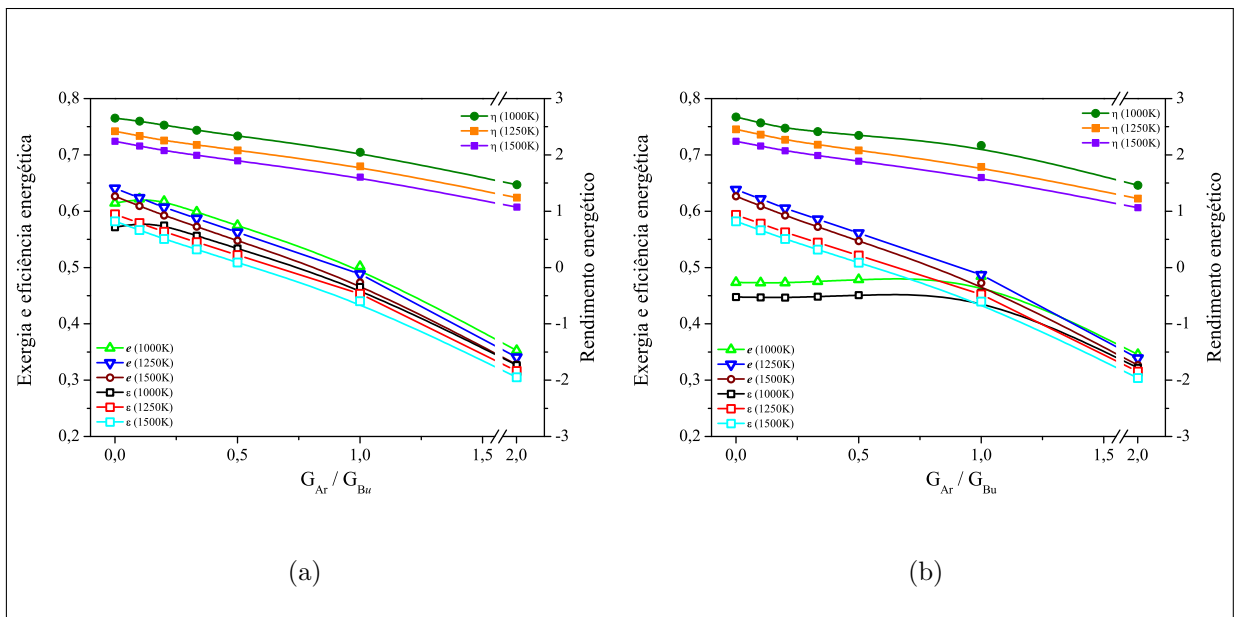 Exergia e eficiência energética
0,8
0,7
0,6
0,5
0,4
0,3
0,2
η (1000K)
η (1250K)
η (1500K)
e (1000K)
e (1250K)
e (1500K)
ε (1000K)
ε (1250K)
ε (1500K)
3
2
1
0
-1
-2
-3
Rendimento energético
0,0 0,5 1,0 1,5 2,0
G_Ar / G_Bu
(a)
Exergia e eficiência energética
0,8
0,7
0,6
0,5
0,4
0,3
0,2
η (1000K)
η (1250K)
η (1500K)
e (1000K)
e (1250K)
e (1500K)
ε (1000K)
ε (1250K)
ε (1500K)
3
2
1
0
-1
-2
-3
Rendimento energético
0,0 0,5 1,0 1,5 2,0
G_Ar / G_Bu
(b)